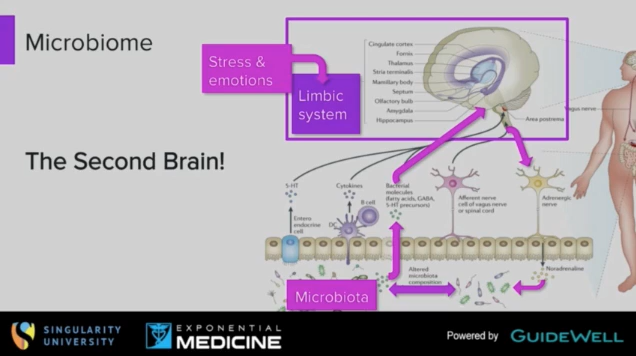 Microbiome
Stress &
emotions
Limbic
system
Cingulate cortex
Fornix
Thalamus
Stria terminalis
Mamillary body
Septum
Olfactory bulb
Amygdala
Hippocampus
Vagus nerve
Area postrema
The Second Brain!
5-HT
Cytokines
B cell
DC
Entero
endocrine
cell
Bacterial
molecules
(fatty acids, GABA,
5-HT precursors)
Afferent nerve
cell of vagus nerve
or spinal cord
Adrenergic
nerve
Noradrenaline
Altered
microbiota
composition
Microbiota
SINGULARITY
UNIVERSITY
EXPONENTIAL
MEDICINE
Powered by
GUIDEWELL